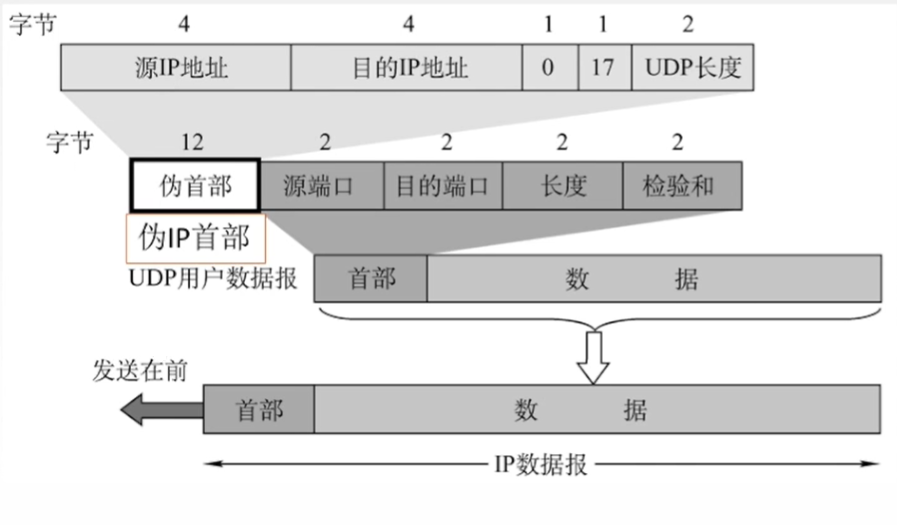 字节 4 4 1 1 2
源IP地址 目的IP地址 0 17 UDP长度
字节 12 2 2 2 2
伪首部 源端口 目的端口 长度 检验和
伪IP首部
UDP用户数据报 首部 数 据
发送在前
首部 数 据
IP数据报